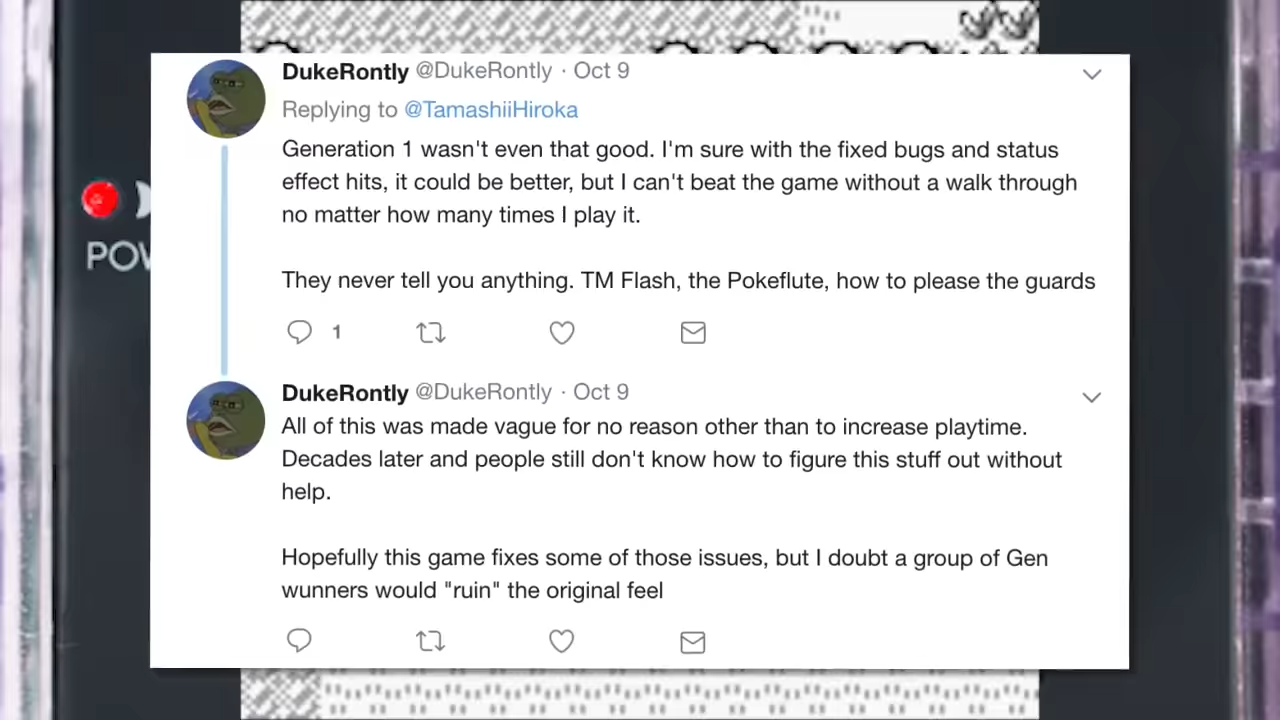 DukeRontly @DukeRontly · Oct 9
Replying to @TamashiiHiroka
Generation 1 wasn't even that good. I'm sure with the fixed bugs and status
effect hits, it could be better, but I can't beat the game without a walk through
no matter how many times I play it.
They never tell you anything. TM Flash, the Pokeflute, how to please the guards
1
DukeRontly @DukeRontly · Oct 9
All of this was made vague for no reason other than to increase playtime.
Decades later and people still don't know how to figure this stuff out without
help.
Hopefully this game fixes some of those issues, but I doubt a group of Gen
wunners would "ruin" the original feel